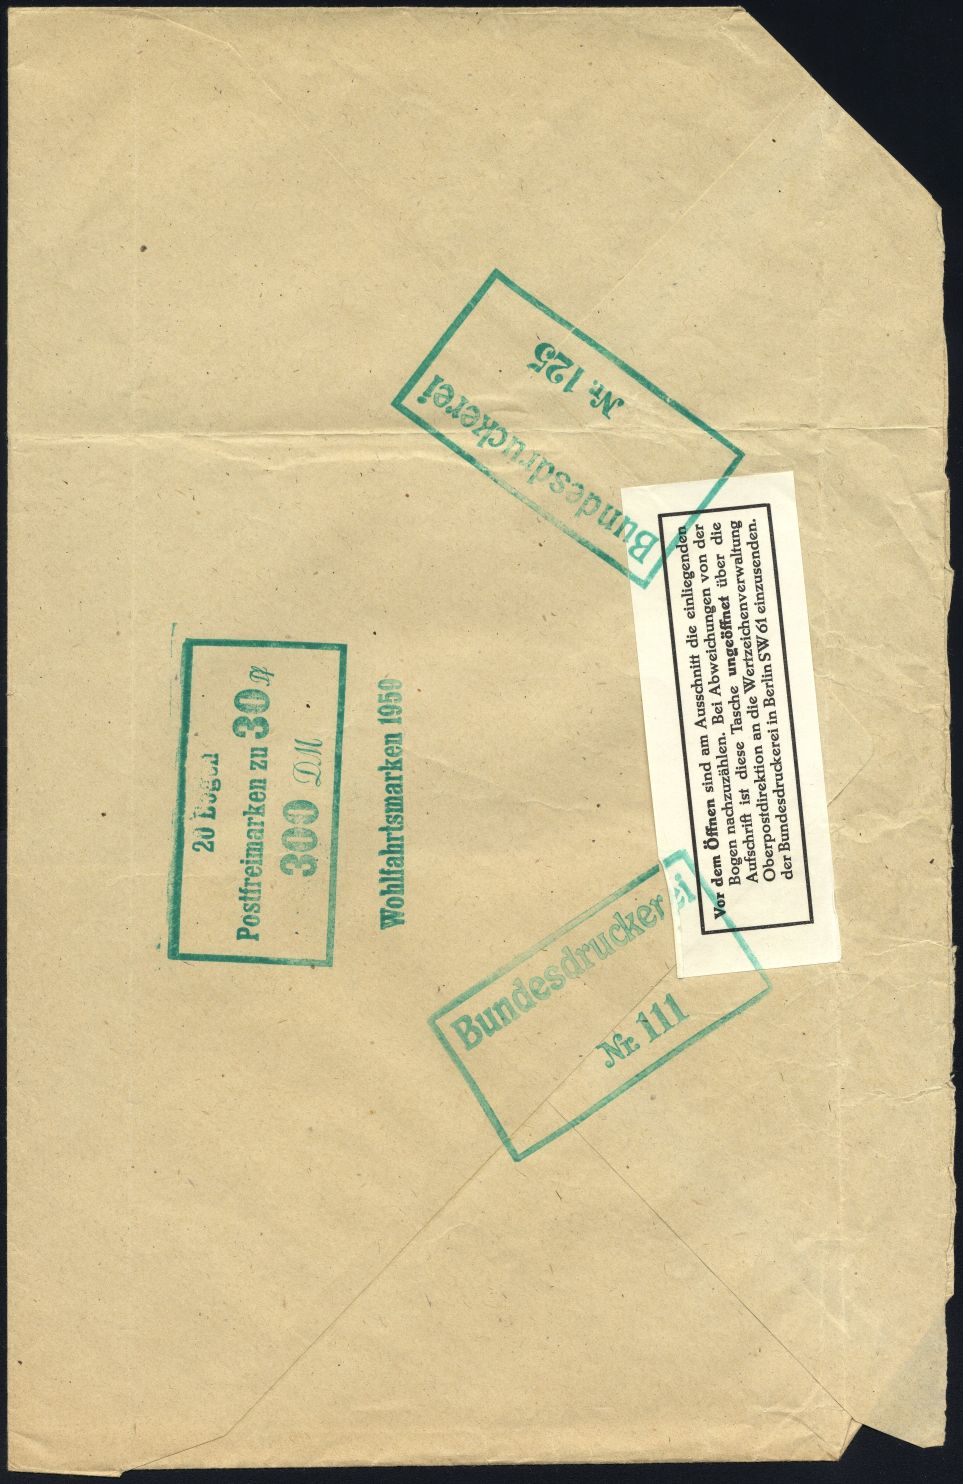 20 Bogen
Postfreimarken zu 30 ₰
300 DM
Wohlfahrtsmarken 1959
Bundesdruckerei
Nr. 125
Bundesdruckerei
Nr. 111
Vor dem Öffnen sind am Ausschnitt die einliegenden
Bogen nachzuzählen. Bei Abweichungen von der
Aufschrift ist diese Tasche ungeöffnet über die
Oberpostdirektion an die Wertzeichenverwaltung
der Bundesdruckerei in Berlin SW 61 einzusenden.